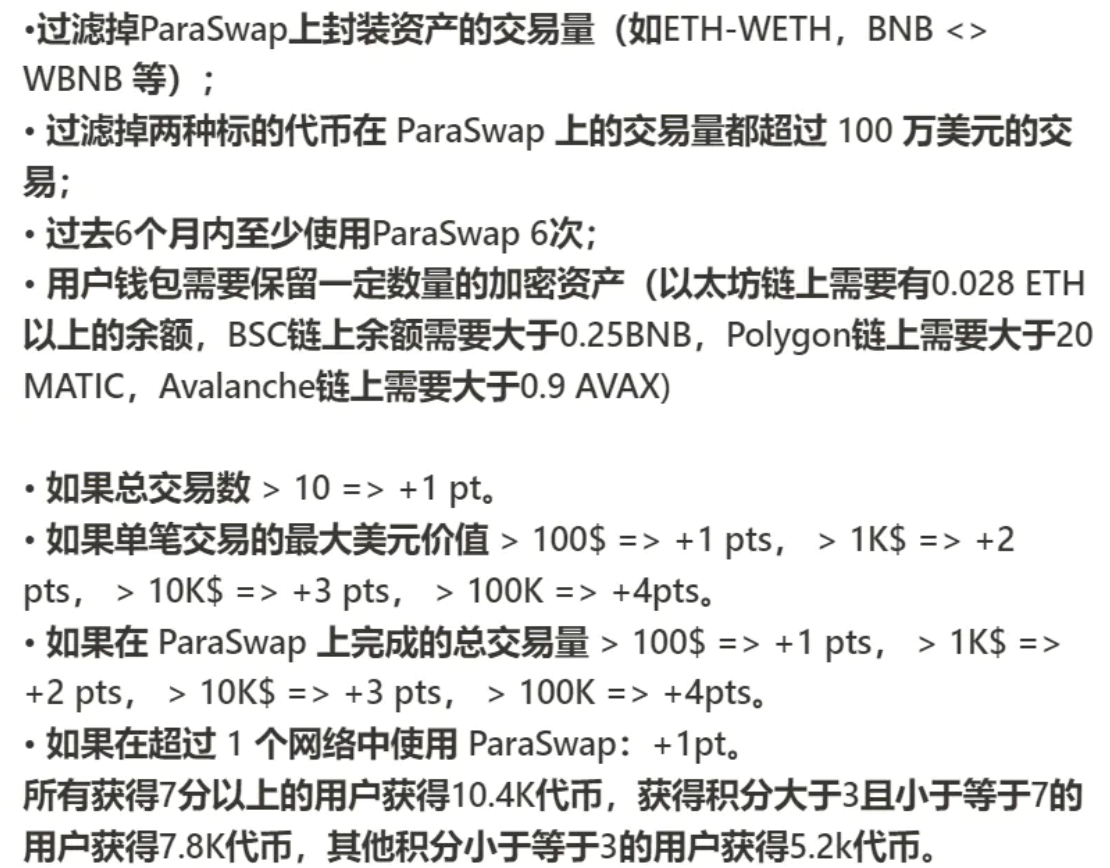 •过滤掉ParaSwap上封装资产的交易量（如ETH-WETH，BNB <>
WBNB 等）;
• 过滤掉两种标的代币在 ParaSwap 上的交易量都超过 100 万美元的交
易;
• 过去6个月内至少使用ParaSwap 6次;
• 用户钱包需要保留一定数量的加密资产（以太坊链上需要有0.028 ETH
以上的余额，BSC链上余额需要大于0.25BNB，Polygon链上需要大于20
MATIC，Avalanche链上需要大于0.9 AVAX)
• 如果总交易数 > 10 => +1 pt。
• 如果单笔交易的最大美元价值 > 100$ => +1 pts， > 1K$ => +2
pts， > 10K$ => +3 pts， > 100K => +4pts。
• 如果在 ParaSwap 上完成的总交易量 > 100$ => +1 pts， > 1K$ =>
+2 pts， > 10K$ => +3 pts， > 100K => +4pts。
• 如果在超过 1 个网络中使用 ParaSwap：+1pt。
所有获得7分以上的用户获得10.4K代币，获得积分大于3且小于等于7的
用户获得7.8K代币，其他积分小于等于3的用户获得5.2k代币。